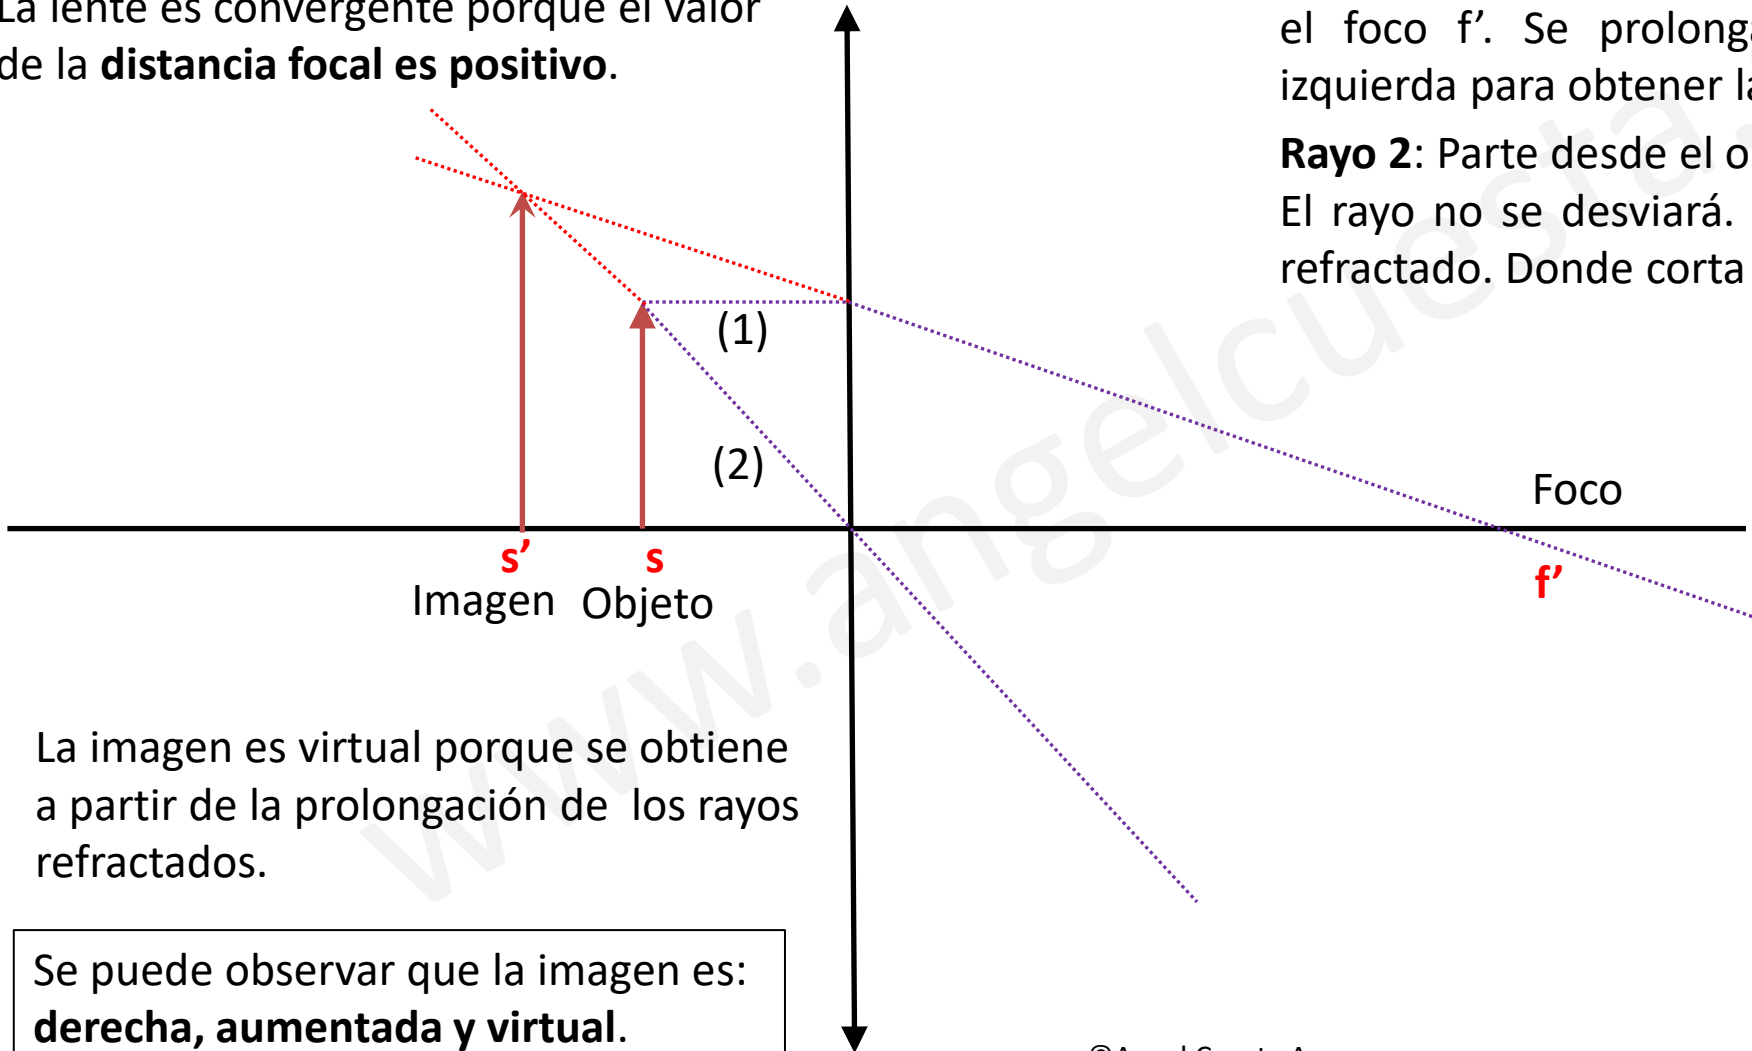 La lente es convergente porque el valor
de la distancia focal es positivo.
el foco f’. Se prolonga
izquierda para obtener la
Rayo 2: Parte desde el o
El rayo no se desviará.
refractado. Donde corta
(1)
(2)
Foco
s’ s
f’
Imagen Objeto
La imagen es virtual porque se obtiene
a partir de la prolongación de los rayos
refractados.
Se puede observar que la imagen es:
derecha, aumentada y virtual.
www.angelcuesta.